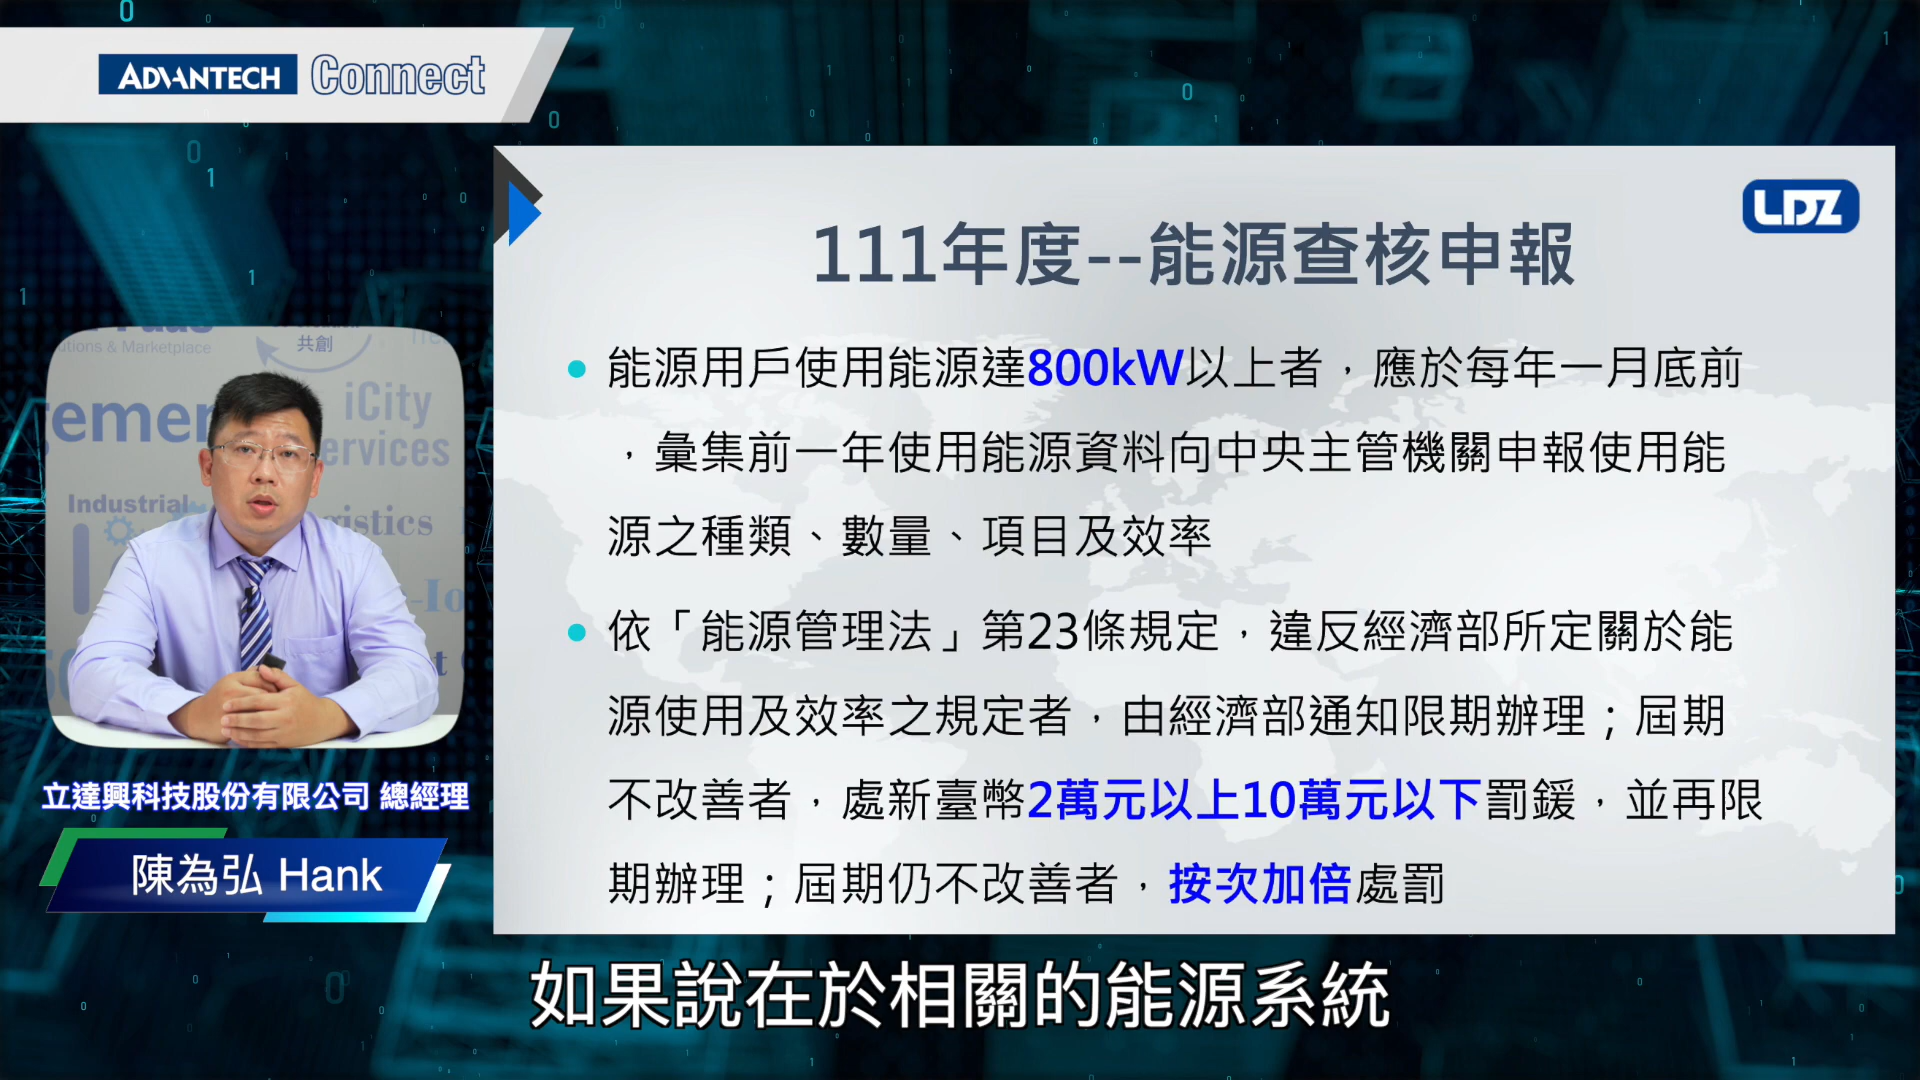 ADVANTECH Connect
LDZ
111年度--能源查核申報
能源用戶使用能源達800kW以上者，應於每年一月底前
，彙集前一年使用能源資料向中央主管機關申報使用能
源之種類、數量、項目及效率
依「能源管理法」第23條規定，違反經濟部所定關於能
源使用及效率之規定者，由經濟部通知限期辦理；屆期
不改善者，處新臺幣2萬元以上10萬元以下罰鍰，並再限
期辦理；屆期仍不改善者，按次加倍處罰
utions & Marketplace
共創
iCity
ervices
Industrial
gistics
立達興科技股份有限公司 總經理
陳為弘 Hank
如果說在於相關的能源系統